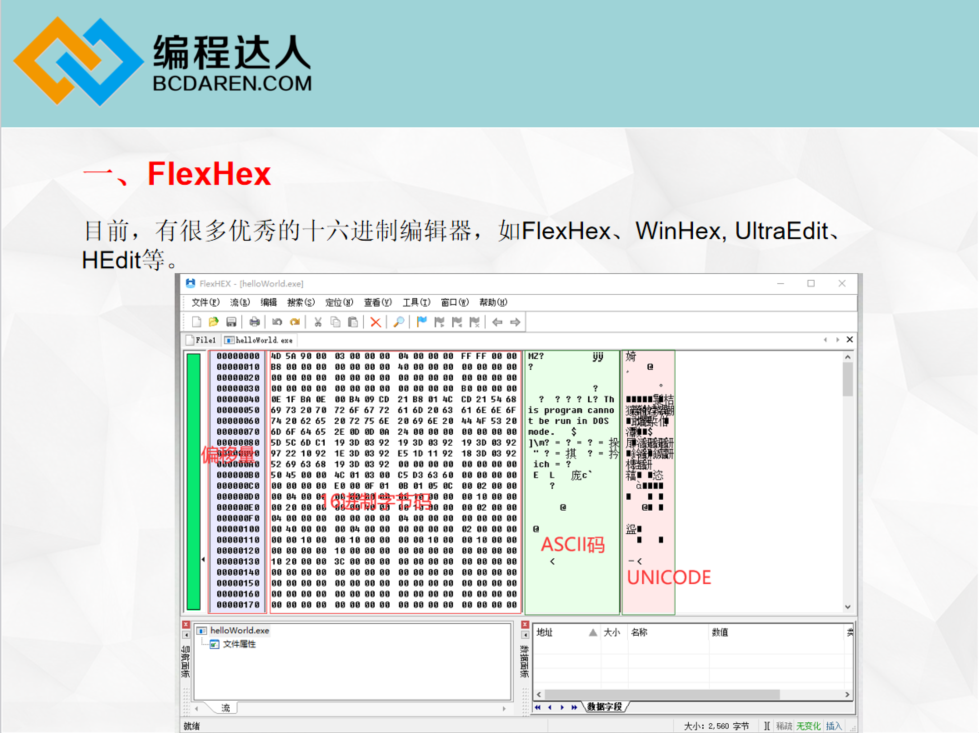 编程达人
BCDAREN.COM
一、FlexHex
目前，有很多优秀的十六进制编辑器，如FlexHex、WinHex, UltraEdit、
HEdit等。
FlexHEX - [helloWorld.exe]
文件(F) 流(R) 编辑 搜索(S) 定位(N) 查看(V) 工具(T) 窗口(W) 帮助(H)
File1 helloWorld.exe
00000000 4D 5A 90 00 03 00 00 00 04 00 00 00 FF FF 00 00 MZ? ÿÿ
00000010 B8 00 00 00 00 00 00 00 40 00 00 00 00 00 00 00 ? @
00000020 00 00 00 00 00 00 00 00 00 00 00 00 00 00 00 00
00000030 00 00 00 00 00 00 00 00 00 00 00 00 B0 00 00 00 ?
00000040 0E 1F BA 0E 00 B4 09 CD 21 B8 01 4C CD 21 54 68 ? ? ? ? L? Th
00000050 69 73 20 70 72 6F 67 72 61 6D 20 63 61 6E 6E 6F is program canno
00000060 74 20 62 65 20 72 75 6E 20 69 6E 20 44 4F 53 20 t be run in DOS
00000070 6D 6F 64 65 2E 0D 0D 0A 24 00 00 00 00 00 00 00 mode. $
00000080 5D 5C 6D C1 19 3D 03 92 19 3D 03 92 19 3D 03 92 ]\m? = ? = ? =
97 22 10 92 1E 3D 03 92 E5 1D 11 92 18 3D 03 92
000000A0 52 69 63 68 19 3D 03 92 00 00 00 00 00 00 00 00 ich = ?
000000B0 50 45 00 00 4C 01 03 00 C5 D3 63 60 00 00 00 00 E L 庞c`
000000C0 00 00 00 00 E0 00 0F 01 0B 01 05 0C 00 02 00 00 ?
000000D0 00 04 00 00
000000E0 00 20 00 00 00 02 00 00 @
000000F0 04 00 00 00 00 00 00 00 04 00 00 00 00 00 00 00
00000100 00 40 00 00 00 04 00 00 00 00 00 00 02 00 00 00 @
00000110 00 00 10 00 00 10 00 00 00 00 10 00 00 10 00 00
00000120 00 00 00 00 10 00 00 00 00 00 00 00 00 00 00 00
00000130 10 20 00 00 3C 00 00 00 00 00 00 00 00 00 00 00 <
00000140 00 00 00 00 00 00 00 00 00 00 00 00 00 00 00 00
00000150 00 00 00 00 00 00 00 00 00 00 00 00 00 00 00 00
00000160 00 00 00 00 00 00 00 00 00 00 00 00 00 00 00 00
00000170 00 00 00 00 00 00 00 00 00 00 00 00 00 00 00 00
偏移量
16进制字节码
ASCII码
UNICODE
helloWorld.exe
文件属性
导航面板
流
数据面板
地址 大小 名称 数值
数据字段
就绪
大小: 2,560 字节 稀疏 无变化 插入